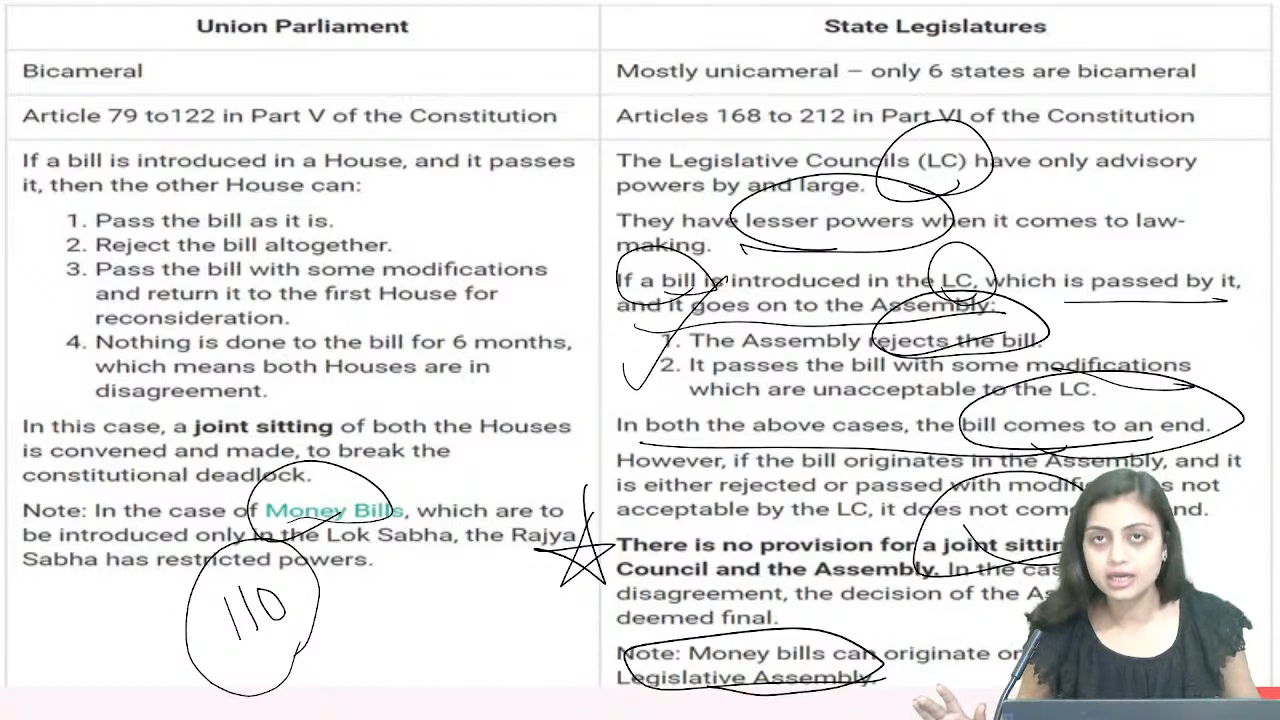 Union Parliament
State Legislatures
Bicameral
Mostly unicameral – only 6 states are bicameral
Article 79 to122 in Part V of the Constitution
Articles 168 to 212 in Part VI of the Constitution
If a bill is introduced in a House, and it passes
it, then the other House can:
1. Pass the bill as it is.
2. Reject the bill altogether.
3. Pass the bill with some modifications
and return it to the first House for
reconsideration.
4. Nothing is done to the bill for 6 months,
which means both Houses are in
disagreement.
In this case, a joint sitting of both the Houses
is convened and made, to break the
constitutional deadlock.
Note: In the case of Money Bills, which are to
be introduced only in the Lok Sabha, the Rajya
Sabha has restricted powers.
110
The Legislative Councils (LC) have only advisory
powers by and large.
They have lesser powers when it comes to law-
making.
If a bill is introduced in the LC, which is passed by it,
and it goes on to the Assembly:
1. The Assembly rejects the bill.
2. It passes the bill with some modifications
which are unacceptable to the LC.
In both the above cases, the bill comes to an end.
However, if the bill originates in the Assembly, and it
is either rejected or passed with not
acceptable by the LC, it does not
There is no provision for a joint
Council and the Assembly. In the
disagreement, the decision of the
deemed final.
Note: Money bills can originate
Legislative Assembly.